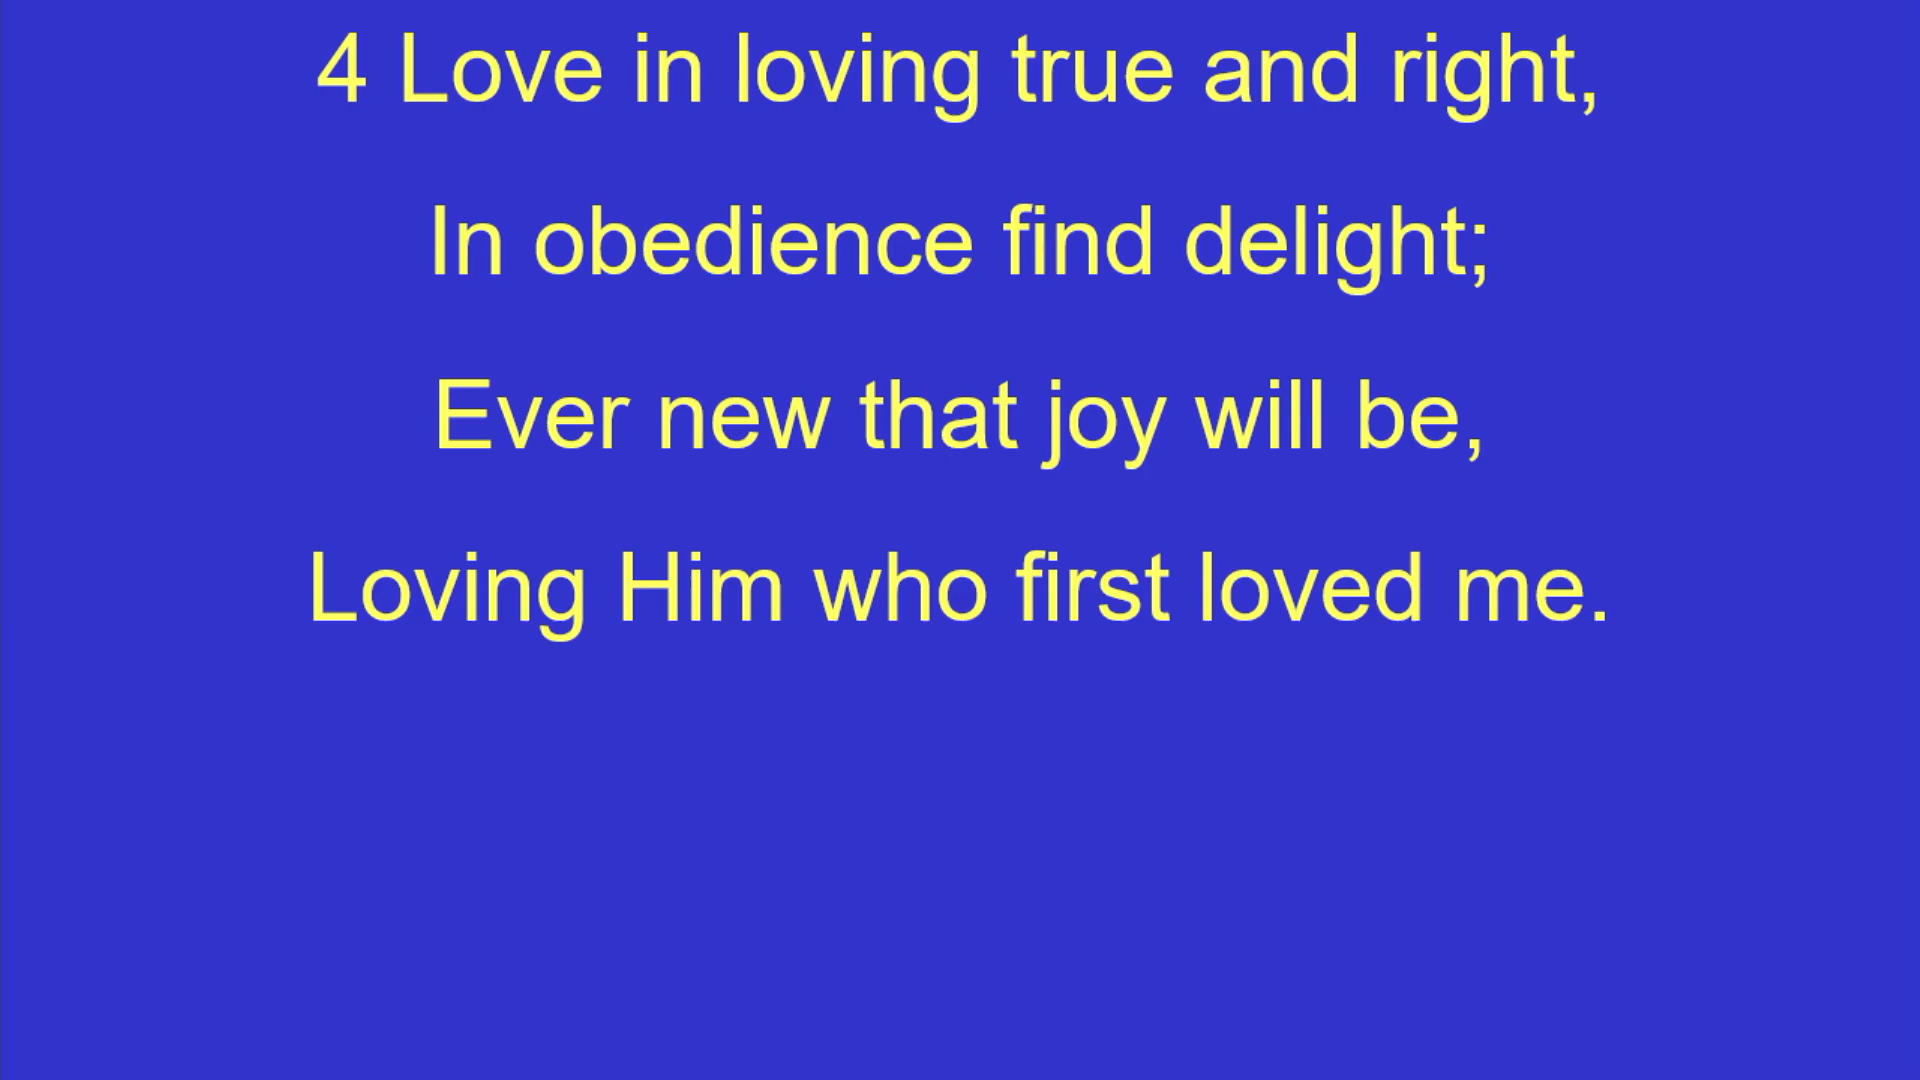 4 Love in loving true and right,
In obedience find delight;
Ever new that joy will be,
Loving Him who first loved me.